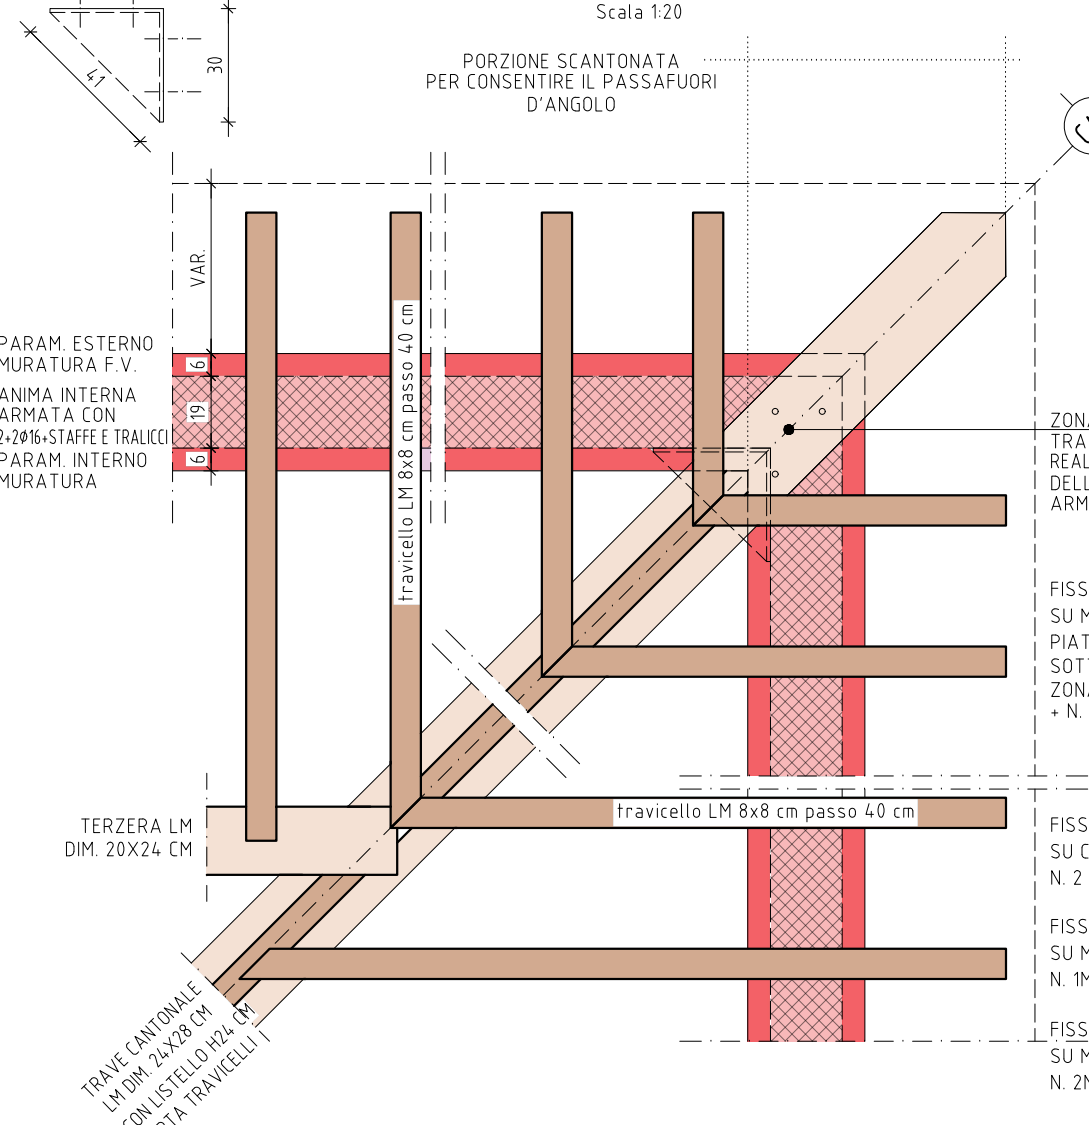 Scala 1:20
41
30
PORZIONE SCANTONATA
PER CONSENTIRE IL PASSAFUORI
D'ANGOLO
VAR.
PARAM. ESTERNO
MURATURA F.V.
6
ANIMA INTERNA
ARMATA CON
2+2ø16+STAFFE E TRALICCI
19
PARAM. INTERNO
MURATURA
6
travicello LM 8x8 cm passo 40 cm
ZONA
TRA
REAL
DELL
ARM
FISS
SU M
PIAT
SOTT
ZONA
+ N.
travicello LM 8x8 cm passo 40 cm
TERZERA LM
DIM. 20X24 CM
FISS
SU C
N. 2
FISS
SU M
N. 1M
FISS
SU M
N. 2M
TRAVE CANTONALE
LM DIM. 24X28 CM
CON LISTELLO H24 CM
RTA TRAVICELLI